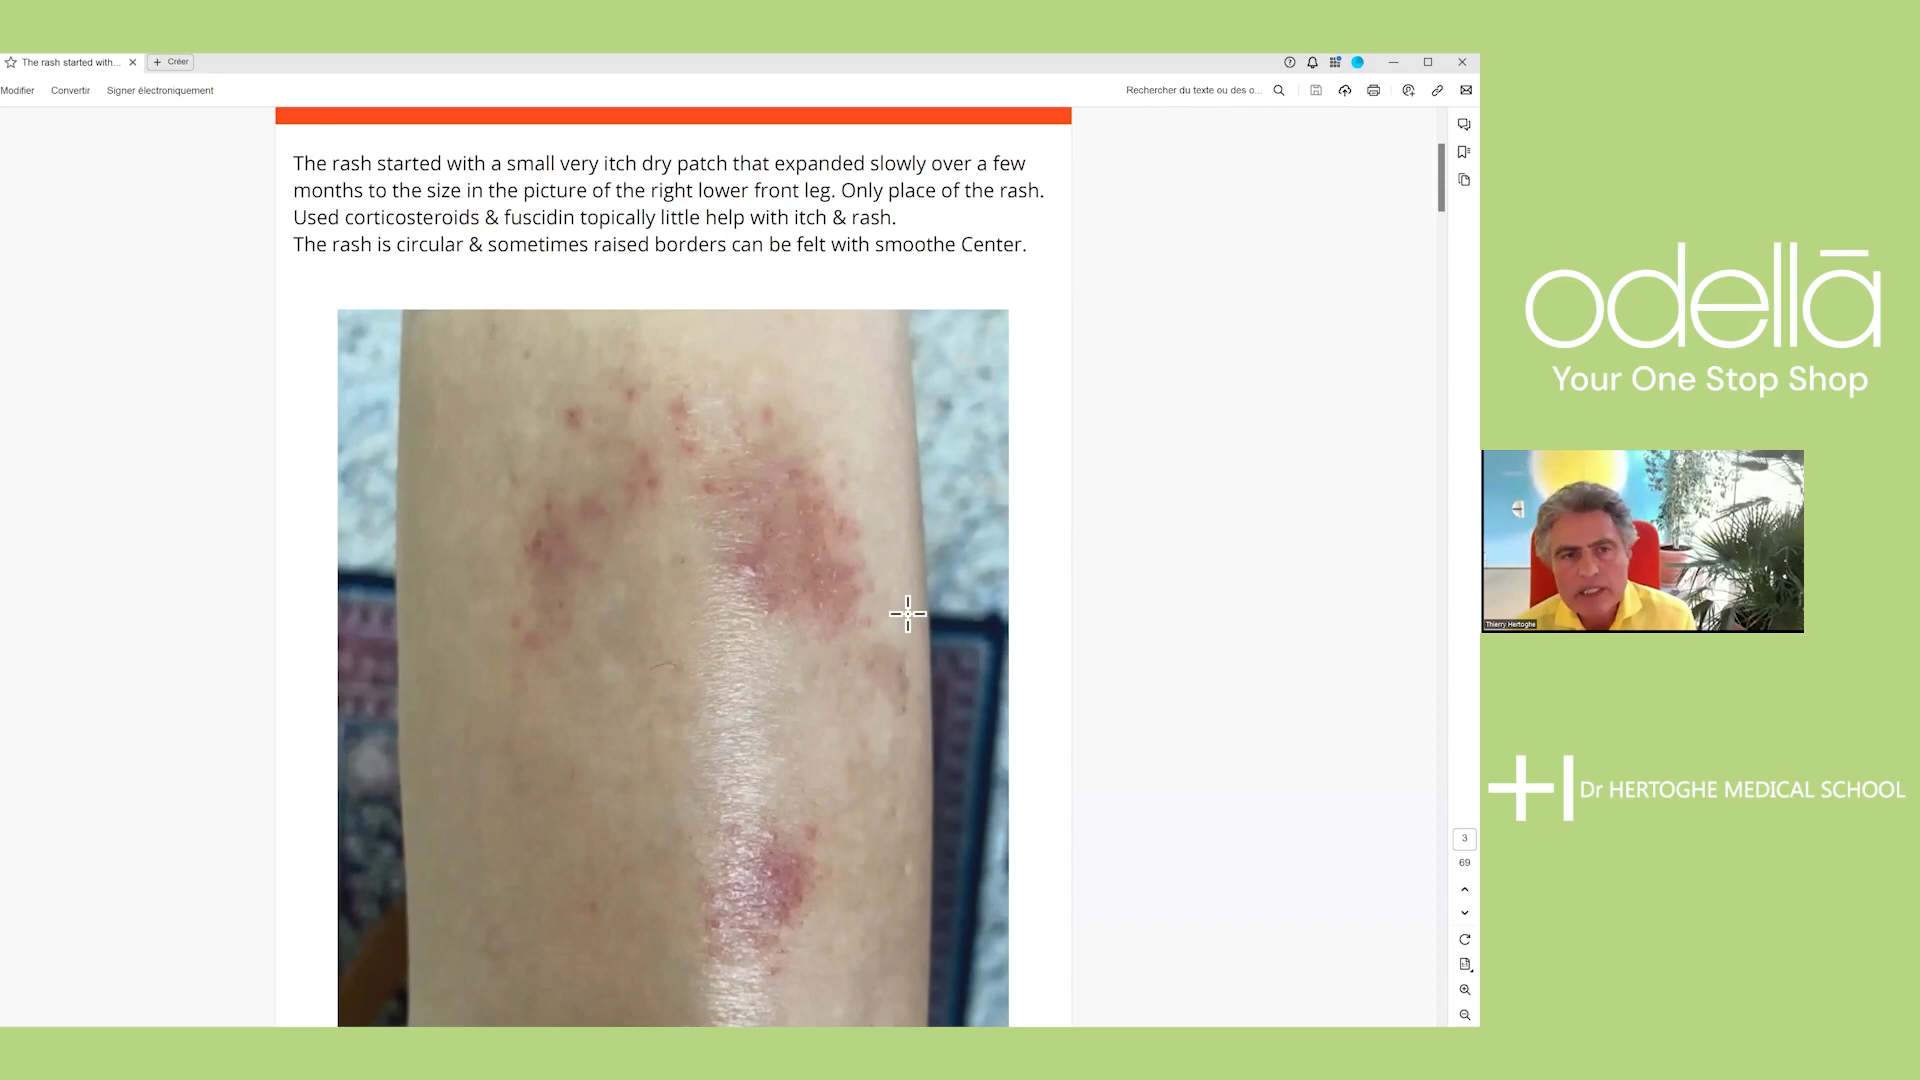 The rash started with...
Créer
Modifier
Convertir
Signer électroniquement
Rechercher du texte ou des o...
The rash started with a small very itch dry patch that expanded slowly over a few
months to the size in the picture of the right lower front leg. Only place of the rash.
Used corticosteroids & fuscidin topically little help with itch & rash.
The rash is circular & sometimes raised borders can be felt with smoothe Center.
odellā
Your One Stop Shop
Thierry Hertoghe
Dr HERTOGHE MEDICAL SCHOOL
3
69